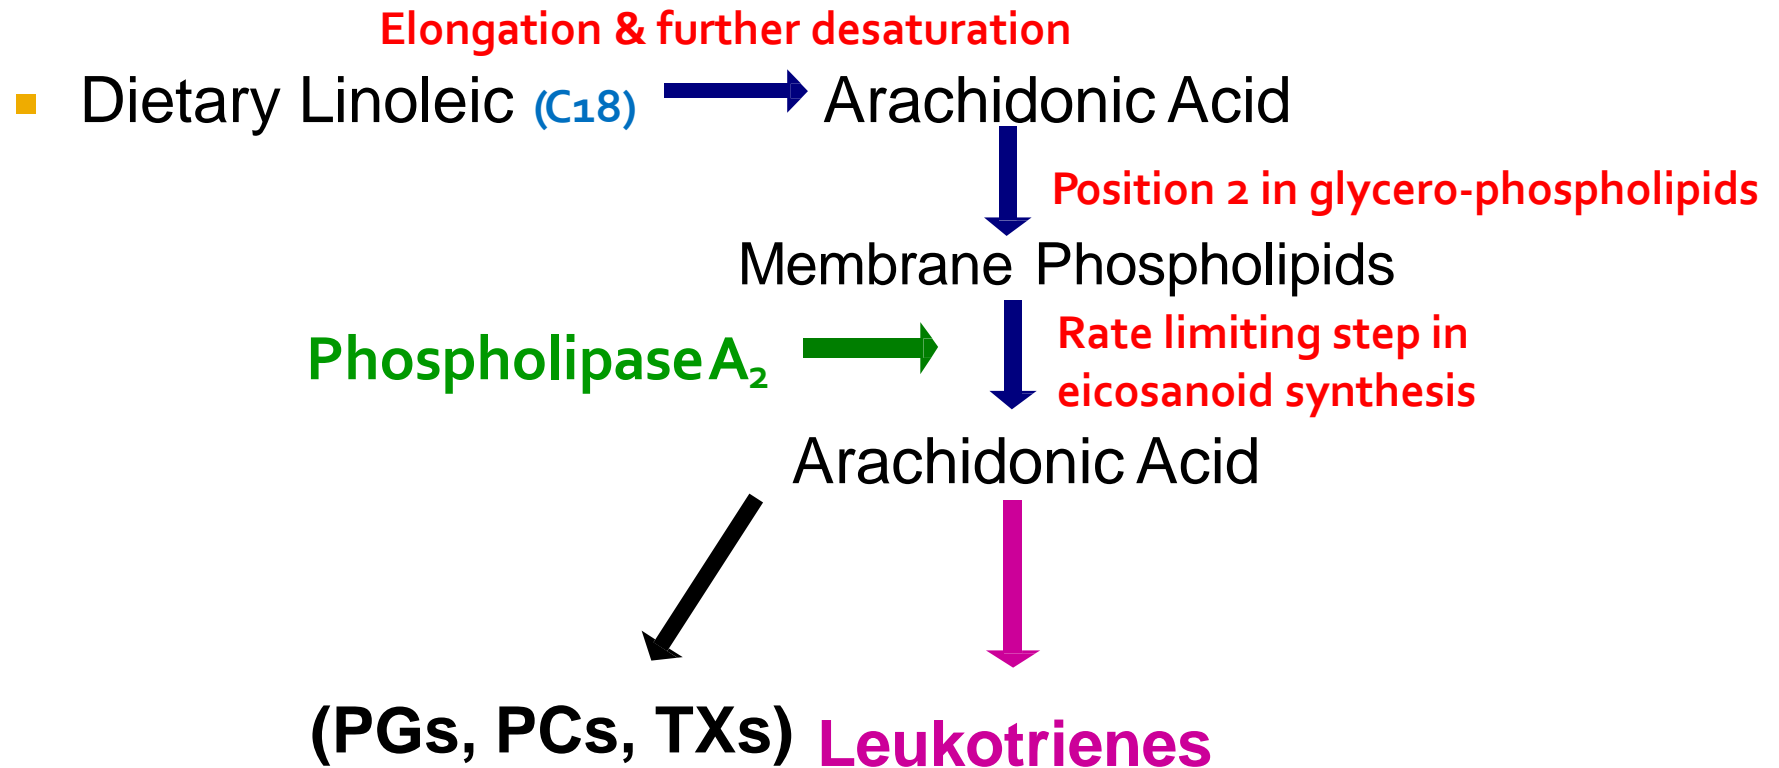 Elongation & further desaturation
Dietary Linoleic (C18) Arachidonic Acid
Position 2 in glycero-phospholipids
Membrane Phospholipids
Phospholipase A₂
Rate limiting step in
eicosanoid synthesis
Arachidonic Acid
(PGs, PCs, TXs) Leukotrienes